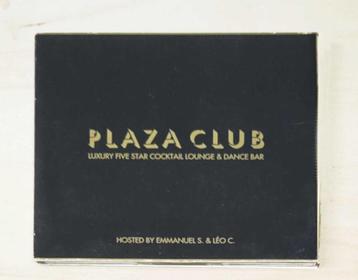 PLAZA CLUB
LUXURY FIVE STAR COCKTAIL LOUNGE & DANCE BAR
HOSTED BY EMMANUEL S. & LÉO C.